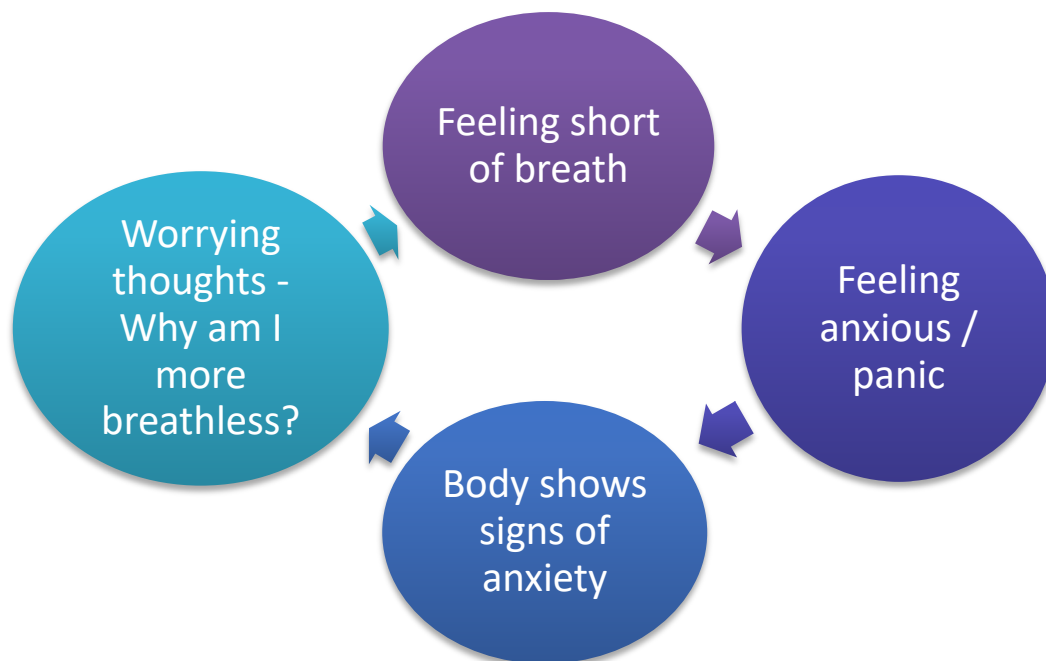 Feeling short
of breath
Feeling
anxious /
panic
Body shows
signs of
anxiety
Worrying
thoughts -
Why am I
more
breathless?